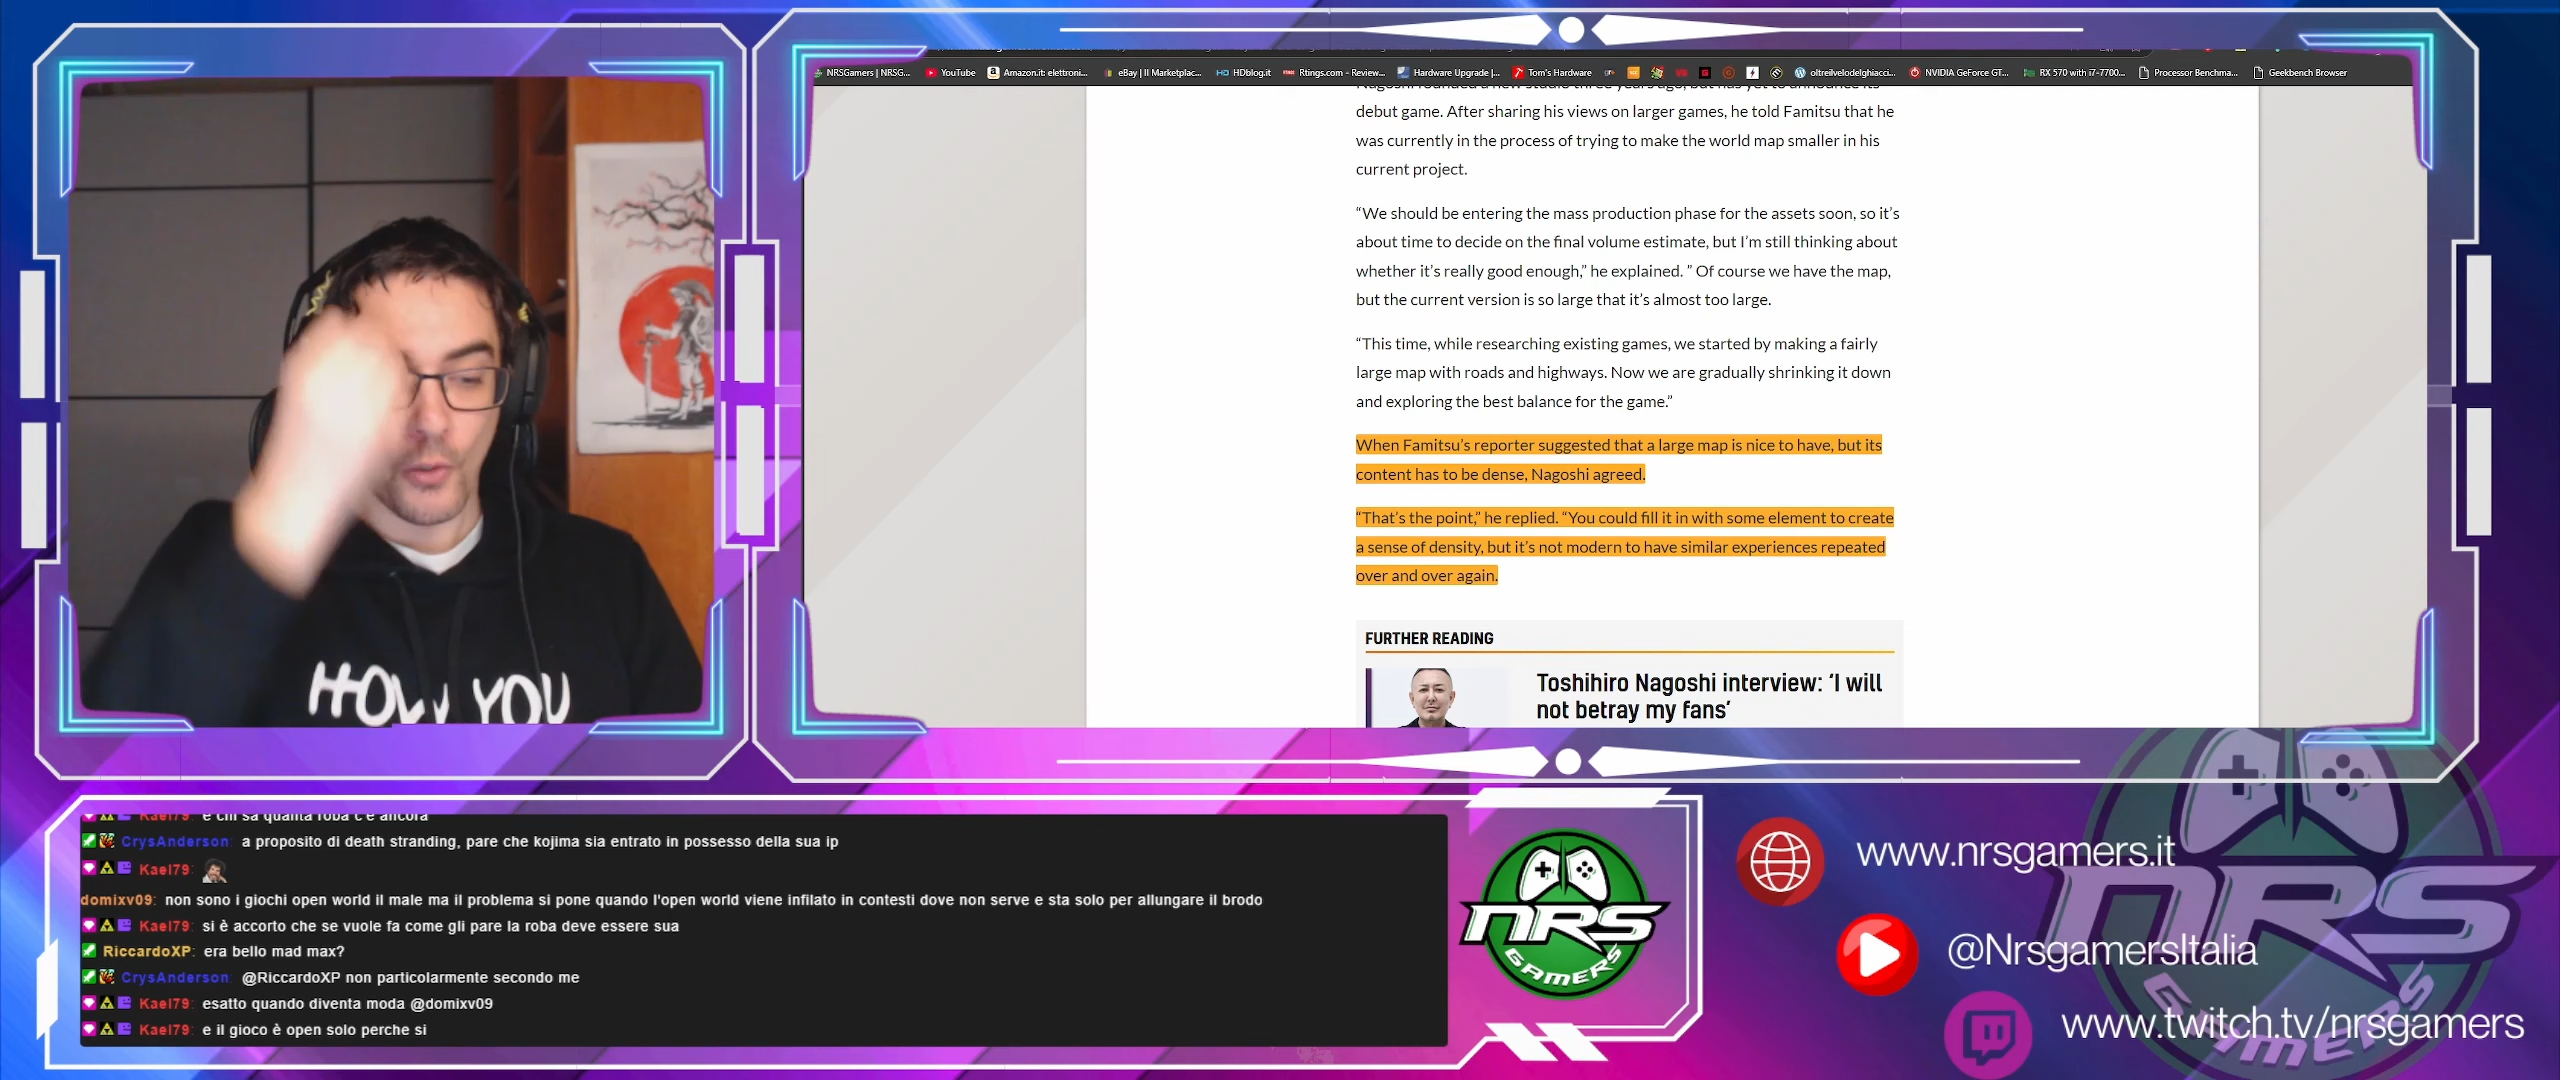 NRSGamers | NRSG...
YouTube
Amazon.it: elettroni...
eBay | Il Marketplac...
HDblog.it
Rtings.com - Review...
Hardware Upgrade |...
Tom's Hardware
oltreilvelodelghiacci...
NVIDIA GeForce GT...
RX 570 with i7-7700...
Processor Benchma...
Geekbench Browser
debut game. After sharing his views on larger games, he told Famitsu that he
was currently in the process of trying to make the world map smaller in his
current project.
“We should be entering the mass production phase for the assets soon, so it’s
about time to decide on the final volume estimate, but I’m still thinking about
whether it’s really good enough,” he explained. ” Of course we have the map,
but the current version is so large that it’s almost too large.
“This time, while researching existing games, we started by making a fairly
large map with roads and highways. Now we are gradually shrinking it down
and exploring the best balance for the game.”
When Famitsu’s reporter suggested that a large map is nice to have, but its
content has to be dense, Nagoshi agreed.
“That’s the point,” he replied. “You could fill it in with some element to create
a sense of density, but it’s not modern to have similar experiences repeated
over and over again.
FURTHER READING
Toshihiro Nagoshi interview: ‘I will
not betray my fans’
HOW YOU
Kael79: e chi sa quanta roba c'è ancora
CrysAnderson: a proposito di death stranding, pare che kojima sia entrato in possesso della sua ip
Kael79:
domixv09: non sono i giochi open world il male ma il problema si pone quando l'open world viene infilato in contesti dove non serve e sta solo per allungare il brodo
Kael79: si è accorto che se vuole fa come gli pare la roba deve essere sua
RiccardoXP: era bello mad max?
CrysAnderson: @RiccardoXP non particolarmente secondo me
Kael79: esatto quando diventa moda @domixv09
Kael79: e il gioco è open solo perche si
NRS
GAMERS
www.nrsgamers.it
@NrsgamersItalia
www.twitch.tv/nrsgamers
NRS
GAMERS